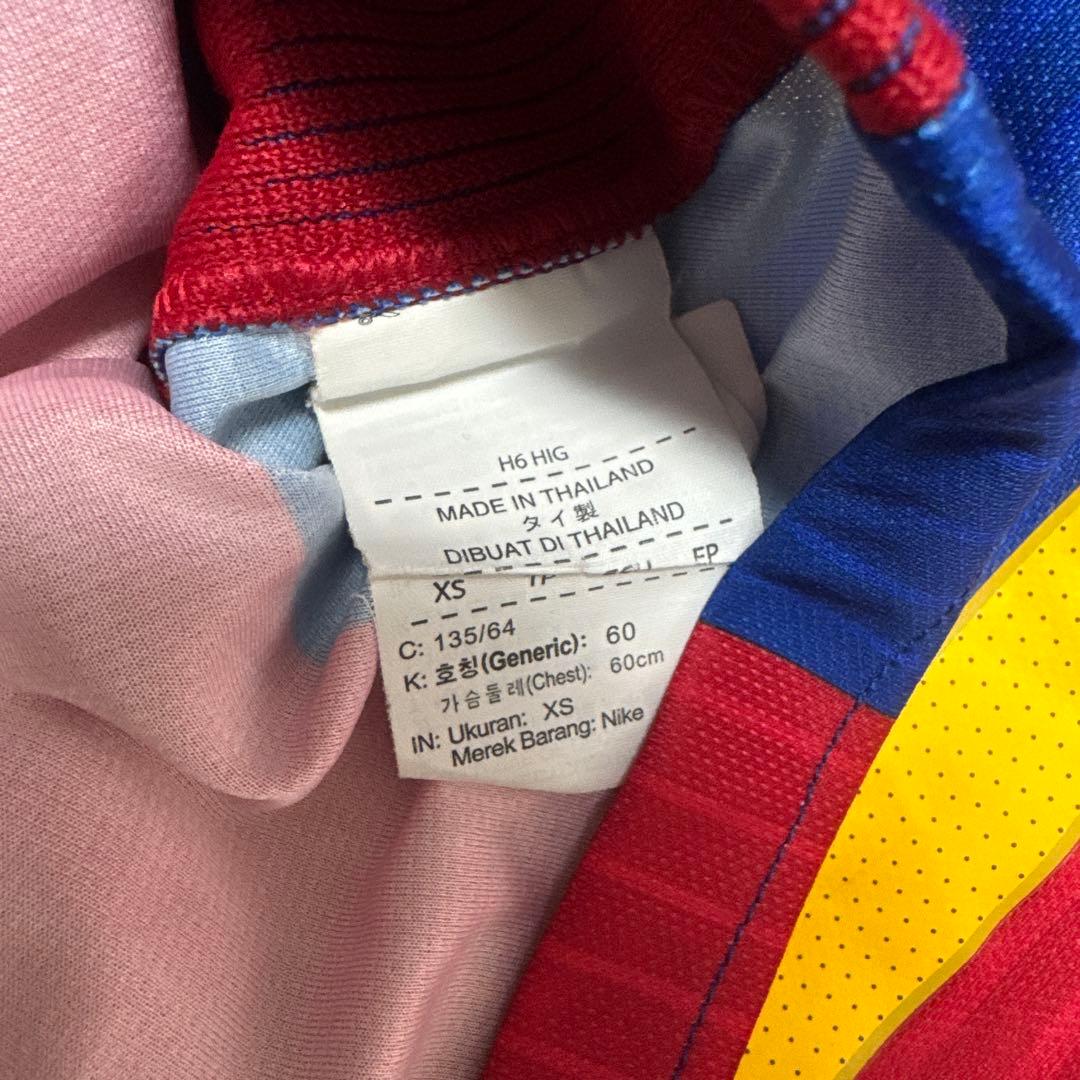 H6 HIG
MADE IN THAILAND
タイ製
DIBUAT DI THAILAND
XS FP
C: 135/64
K: 호칭(Generic): 60
가슴둘레(Chest): 60cm
IN: Ukuran: XS
Merek Barang: Nike